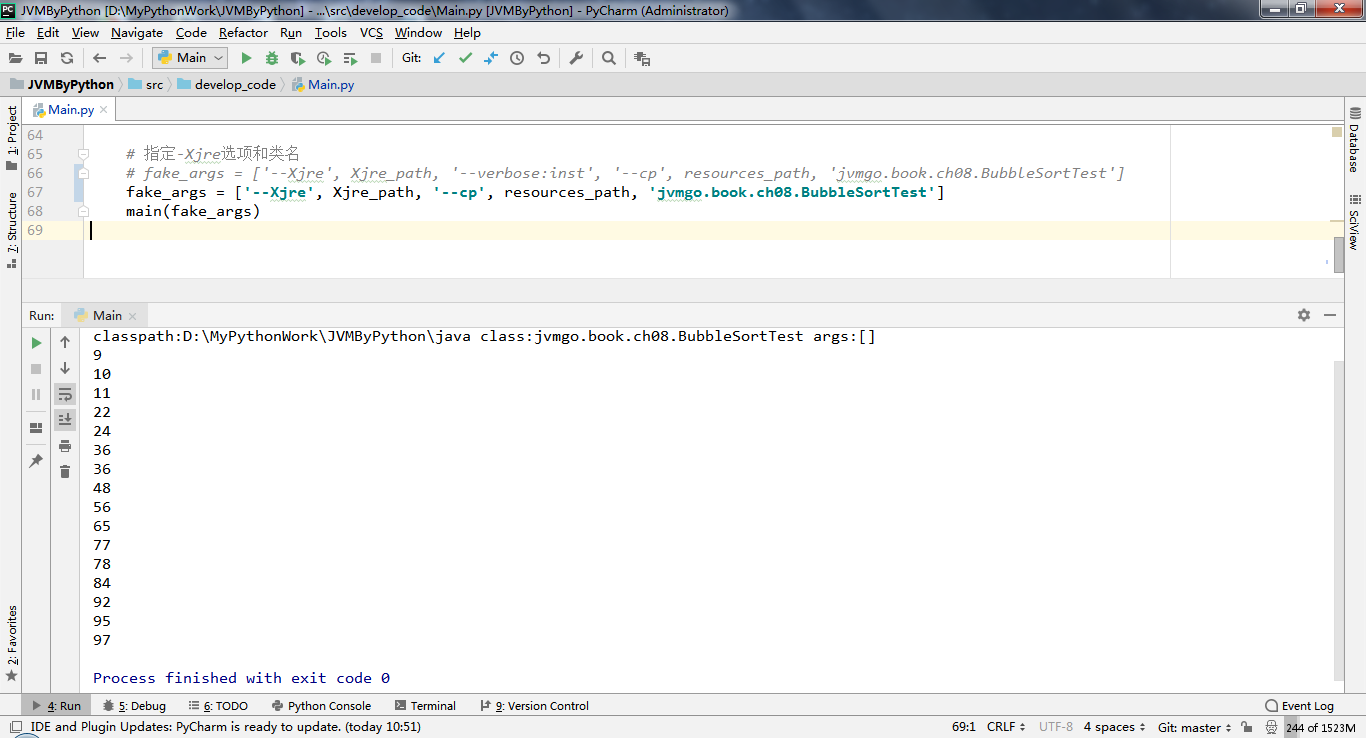 JVMByPython [D:\MyPythonWork\JVMByPython] - ...\src\develop_code\Main.py [JVMByPython] - PyCharm (Administrator)
File Edit View Navigate Code Refactor Run Tools VCS Window Help
Main Git:
JVMByPython src develop_code Main.py
1: Project
7: Structure
2: Favorites
Main.py
Database
SciView
64
65 # 指定-Xjre选项和类名
66 # fake_args = ['--Xjre', Xjre_path, '--verbose:inst', '--cp', resources_path, 'jvmgo.book.ch08.BubbleSortTest']
67 fake_args = ['--Xjre', Xjre_path, '--cp', resources_path, 'jvmgo.book.ch08.BubbleSortTest']
68 main(fake_args)
69
Run: Main
classpath:D:\MyPythonWork\JVMByPython\java class:jvmgo.book.ch08.BubbleSortTest args:[]
9
10
11
22
24
36
36
48
56
65
77
78
84
92
95
97
Process finished with exit code 0
4: Run 5: Debug 6: TODO Python Console Terminal 9: Version Control Event Log
IDE and Plugin Updates: PyCharm is ready to update. (today 10:51) 69:1 CRLF UTF-8 4 spaces Git: master 244 of 1523M